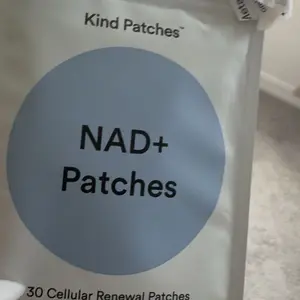 Kind Patches™
NAD+
Patches
30 Cellular Renewal Patches